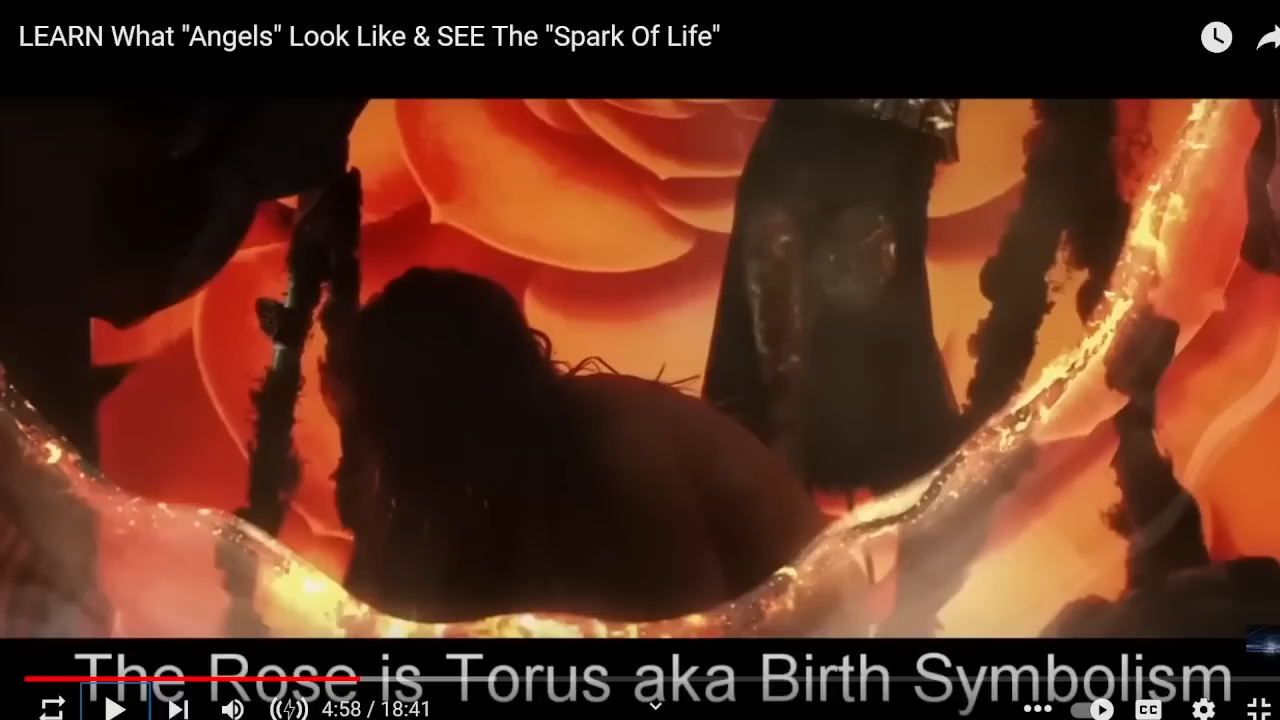 LEARN What "Angels" Look Like & SEE The "Spark Of Life"
The Rose is Torus aka Birth Symbolism
4:58 / 18:41
CC